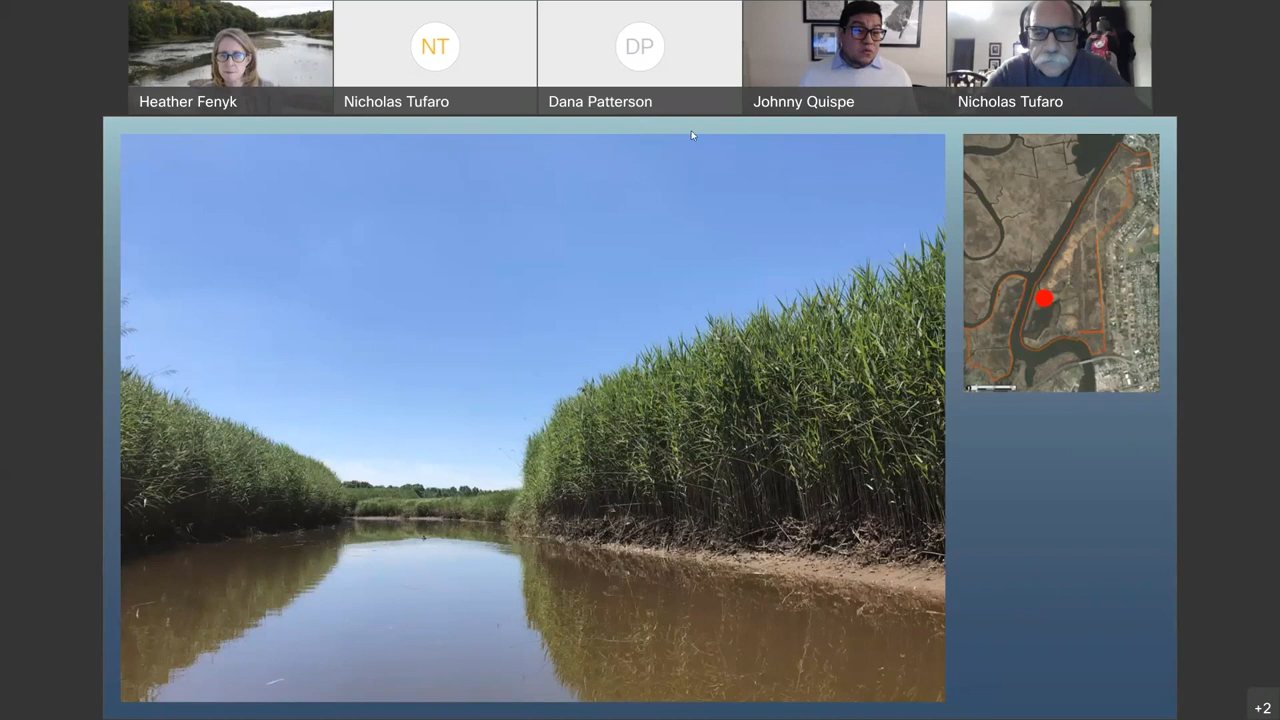 NT
DP
Heather Fenyk
Nicholas Tufaro
Dana Patterson
Johnny Quispe
Nicholas Tufaro
+2